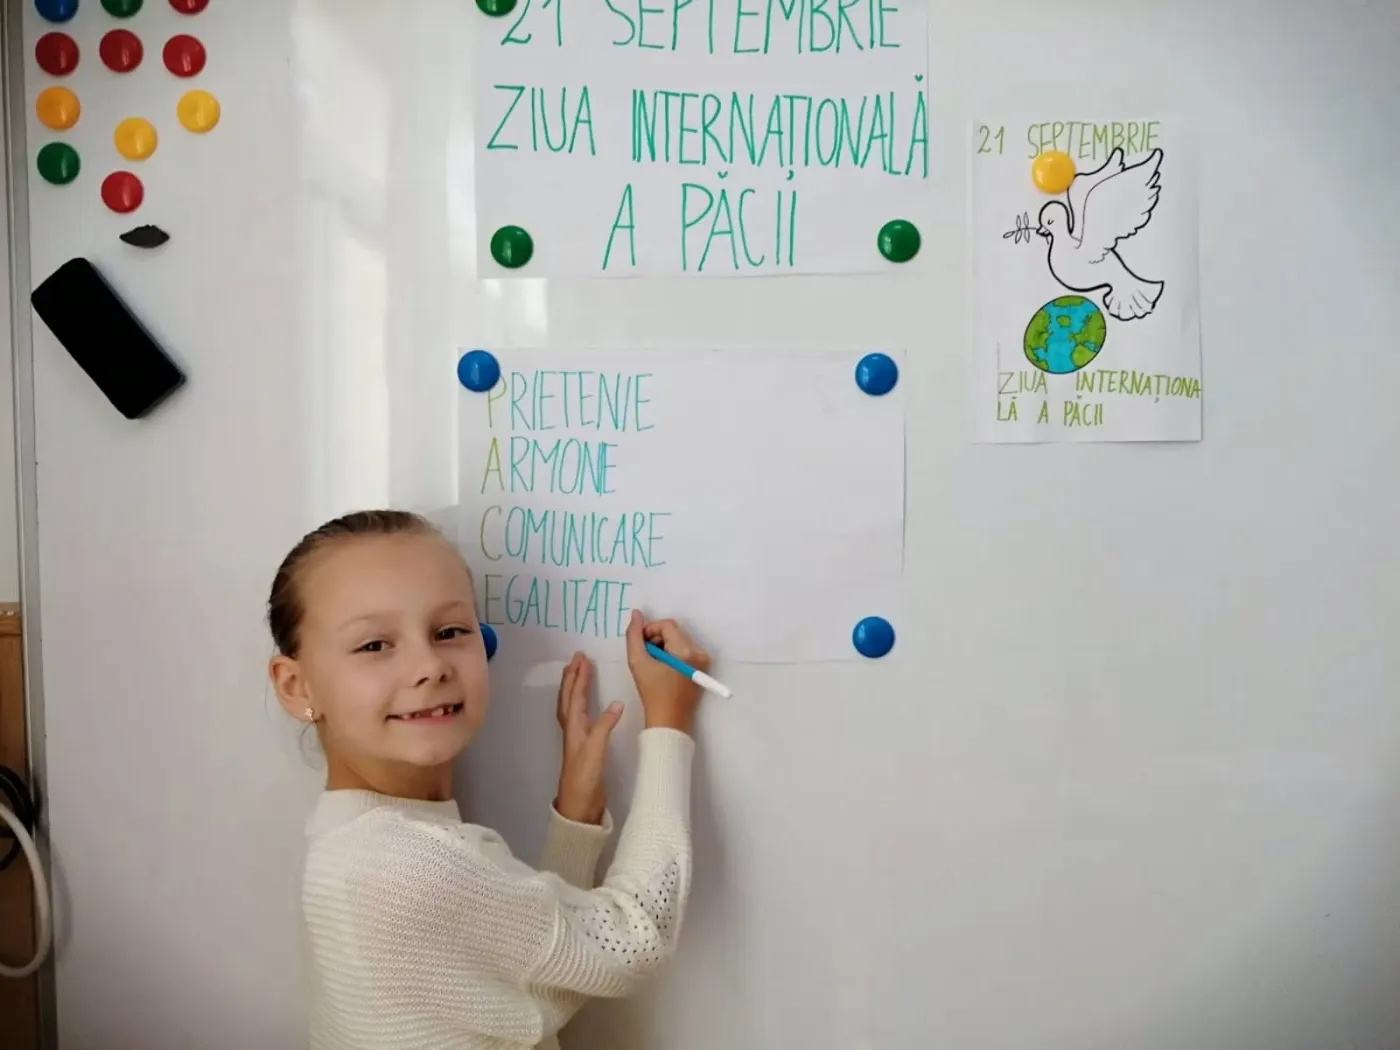 21 SEPTEMBRIE
ZIUA INTERNAȚIONALĂ
A PĂCII
PRIETENIE
ARMONIE
COMUNICARE
EGALITATE
21 SEPTEMBRIE
ZIUA INTERNAȚIONA
LĂ A PĂCII